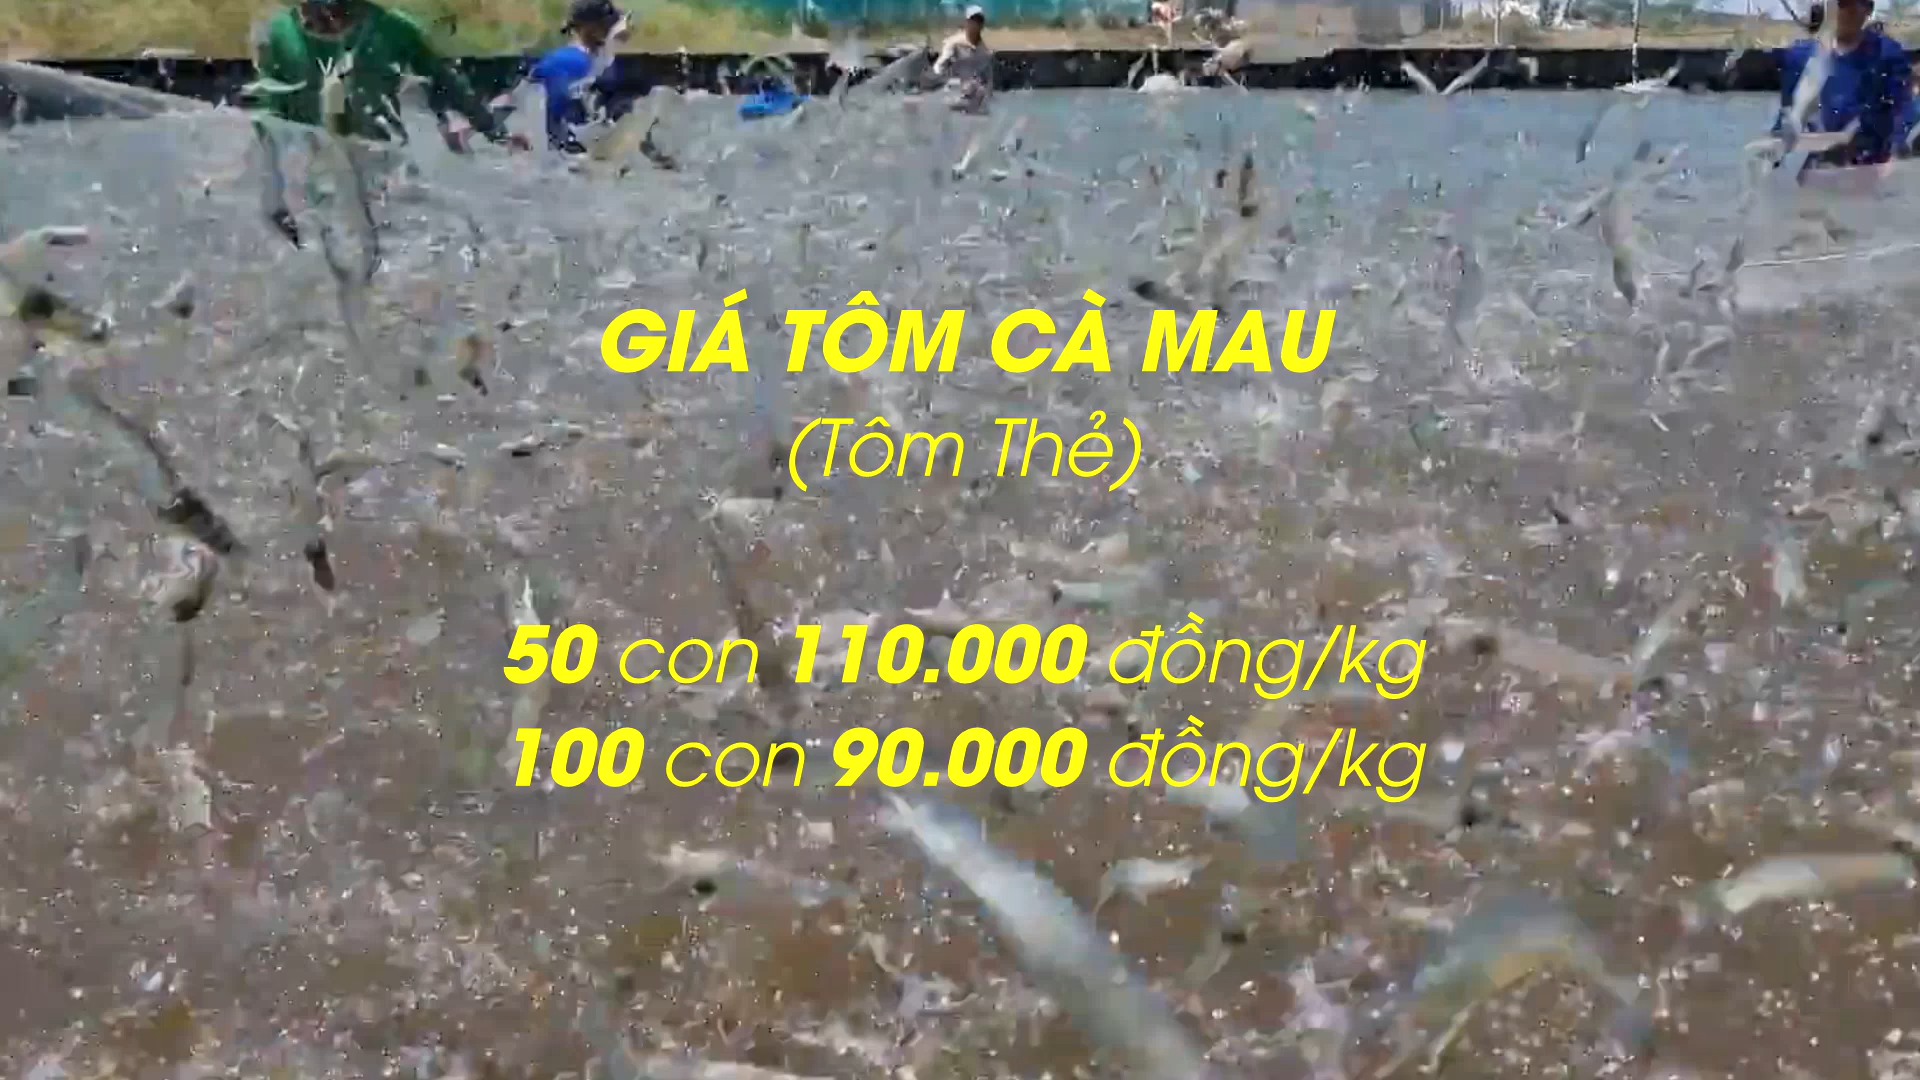 GIÁ TÔM CÀ MAU
(Tôm Thẻ)
50 con 110.000 đồng/kg
100 con 90.000 đồng/kg